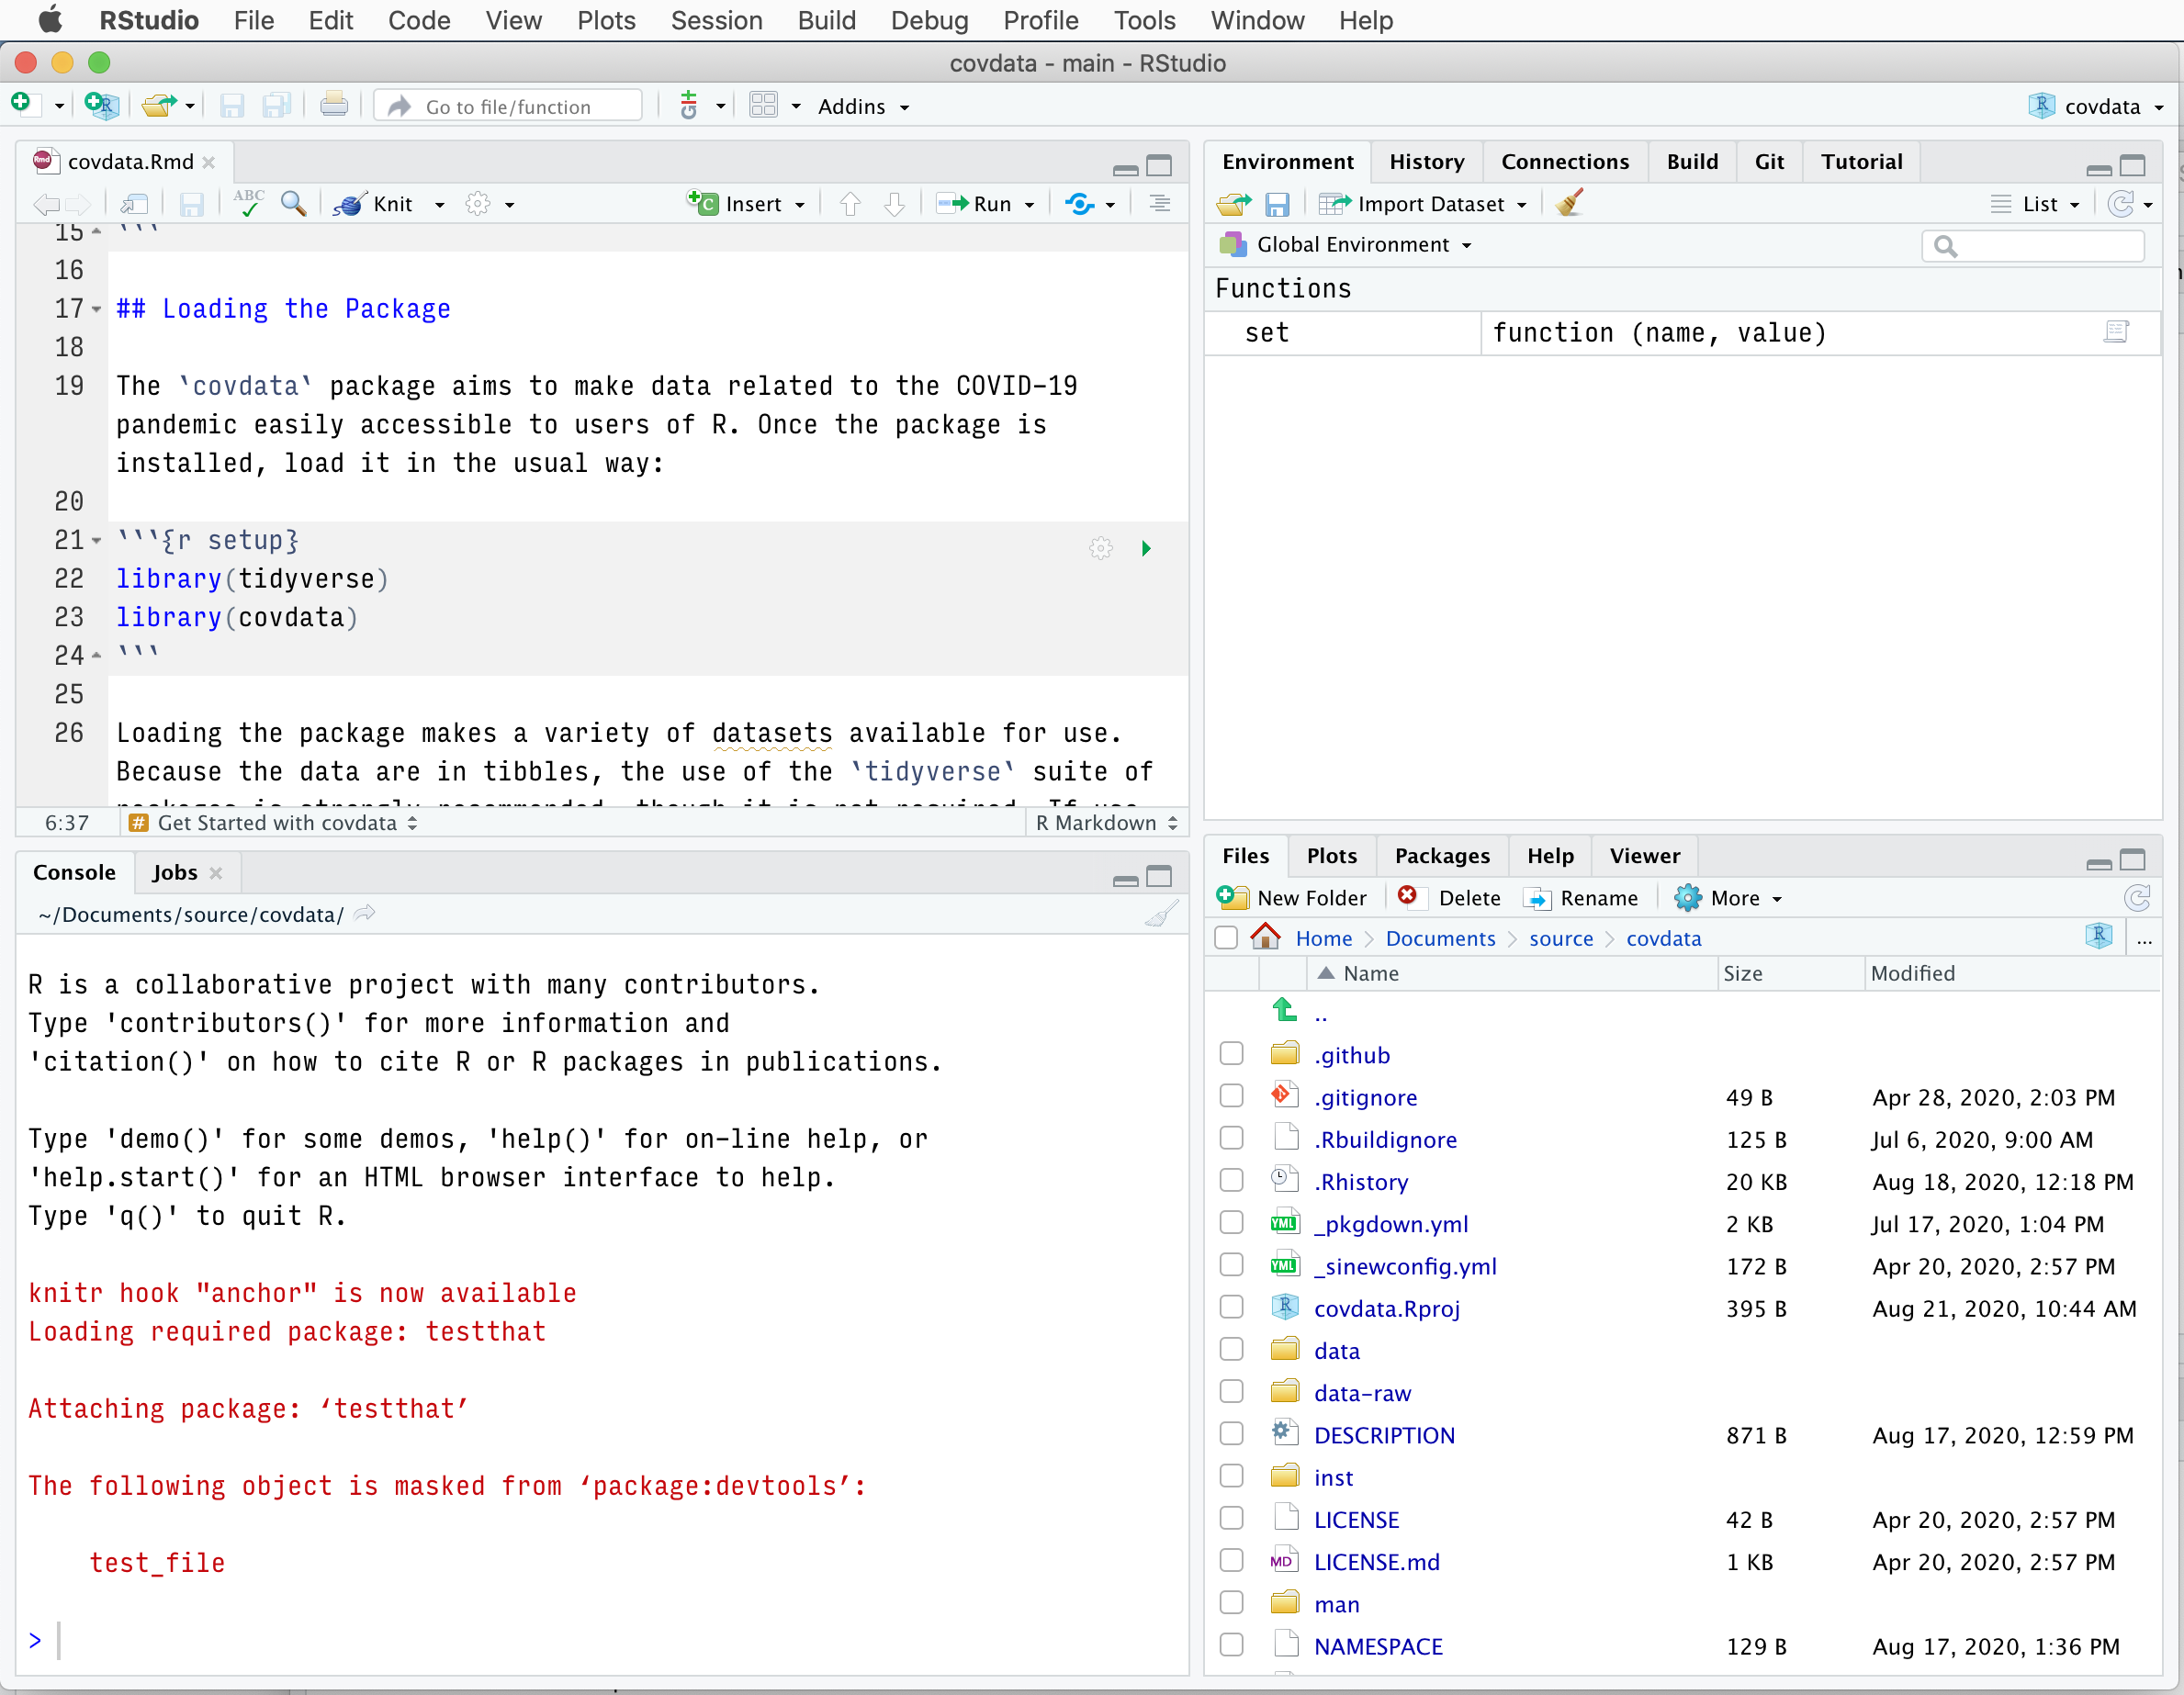 RStudio File Edit Code View Plots Session Build Debug Profile Tools Window Help
covdata - main - RStudio
Go to file/function Addins covdata
covdata.Rmd
ABC Knit Insert Run
15 ```
16
17 ## Loading the Package
18
19 The `covdata` package aims to make data related to the COVID-19
pandemic easily accessible to users of R. Once the package is
installed, load it in the usual way:
20
21 ```{r setup}
22 library(tidyverse)
23 library(covdata)
24 ```
25
26 Loading the package makes a variety of datasets available for use.
Because the data are in tibbles, the use of the `tidyverse` suite of
packages is strongly recommended, though it is not required. If use
6:37 # Get Started with covdata R Markdown
Console Jobs
~/Documents/source/covdata/
R is a collaborative project with many contributors.
Type 'contributors()' for more information and
'citation()' on how to cite R or R packages in publications.
Type 'demo()' for some demos, 'help()' for on-line help, or
'help.start()' for an HTML browser interface to help.
Type 'q()' to quit R.
knitr hook "anchor" is now available
Loading required package: testthat
Attaching package: ‘testthat’
The following object is masked from ‘package:devtools’:
test_file
>
Environment History Connections Build Git Tutorial
Import Dataset List
Global Environment
Functions
set function (name, value)
Files Plots Packages Help Viewer
New Folder Delete Rename More
Home Documents source covdata ...
Name Size Modified
..
.github
.gitignore 49 B Apr 28, 2020, 2:03 PM
.Rbuildignore 125 B Jul 6, 2020, 9:00 AM
.Rhistory 20 KB Aug 18, 2020, 12:18 PM
YML _pkgdown.yml 2 KB Jul 17, 2020, 1:04 PM
YML _sinewconfig.yml 172 B Apr 20, 2020, 2:57 PM
covdata.Rproj 395 B Aug 21, 2020, 10:44 AM
data
data-raw
DESCRIPTION 871 B Aug 17, 2020, 12:59 PM
inst
LICENSE 42 B Apr 20, 2020, 2:57 PM
MD LICENSE.md 1 KB Apr 20, 2020, 2:57 PM
man
NAMESPACE 129 B Aug 17, 2020, 1:36 PM